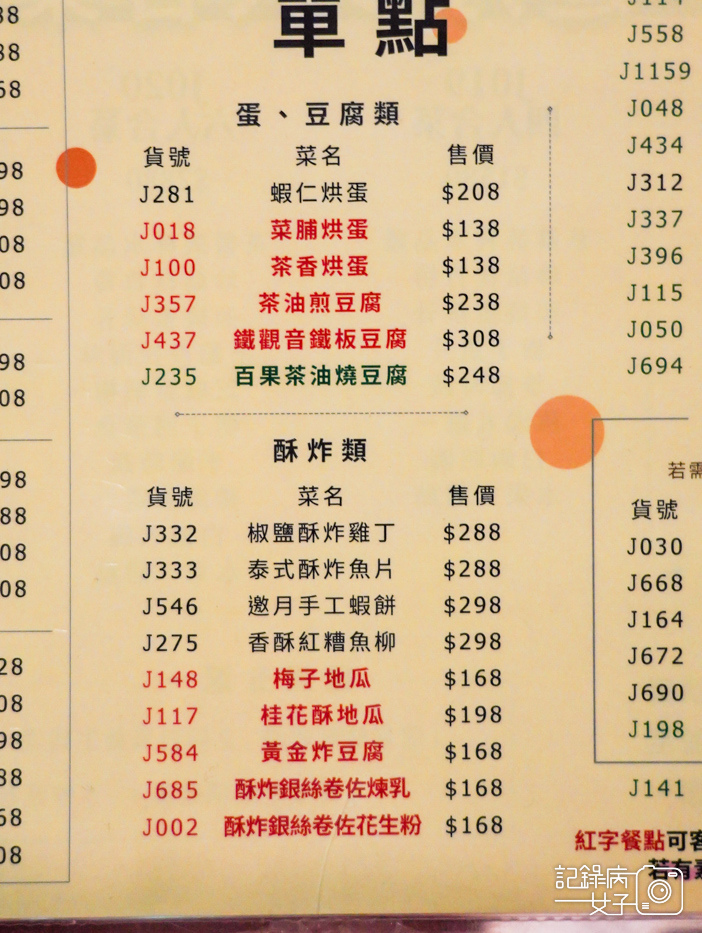 單點
蛋、豆腐類
貨號 菜名 售價
J281 蝦仁烘蛋 $208
J018 菜脯烘蛋 $138
J100 茶香烘蛋 $138
J357 茶油煎豆腐 $238
J437 鐵觀音鐵板豆腐 $308
J235 百果茶油燒豆腐 $248
酥炸類
貨號 菜名 售價
J332 椒鹽酥炸雞丁 $288
J333 泰式酥炸魚片 $288
J546 邀月手工蝦餅 $298
J275 香酥紅糟魚柳 $298
J148 梅子地瓜 $168
J117 桂花酥地瓜 $198
J584 黃金炸豆腐 $168
J685 酥炸銀絲卷佐煉乳 $168
J002 酥炸銀絲卷佐花生粉 $168
J558
J1159
J048
J434
J312
J337
J396
J115
J050
J694
若需
貨號
J030
J668
J164
J672
J690
J198
J141
紅字餐點可客
若有素
記錄病
女子